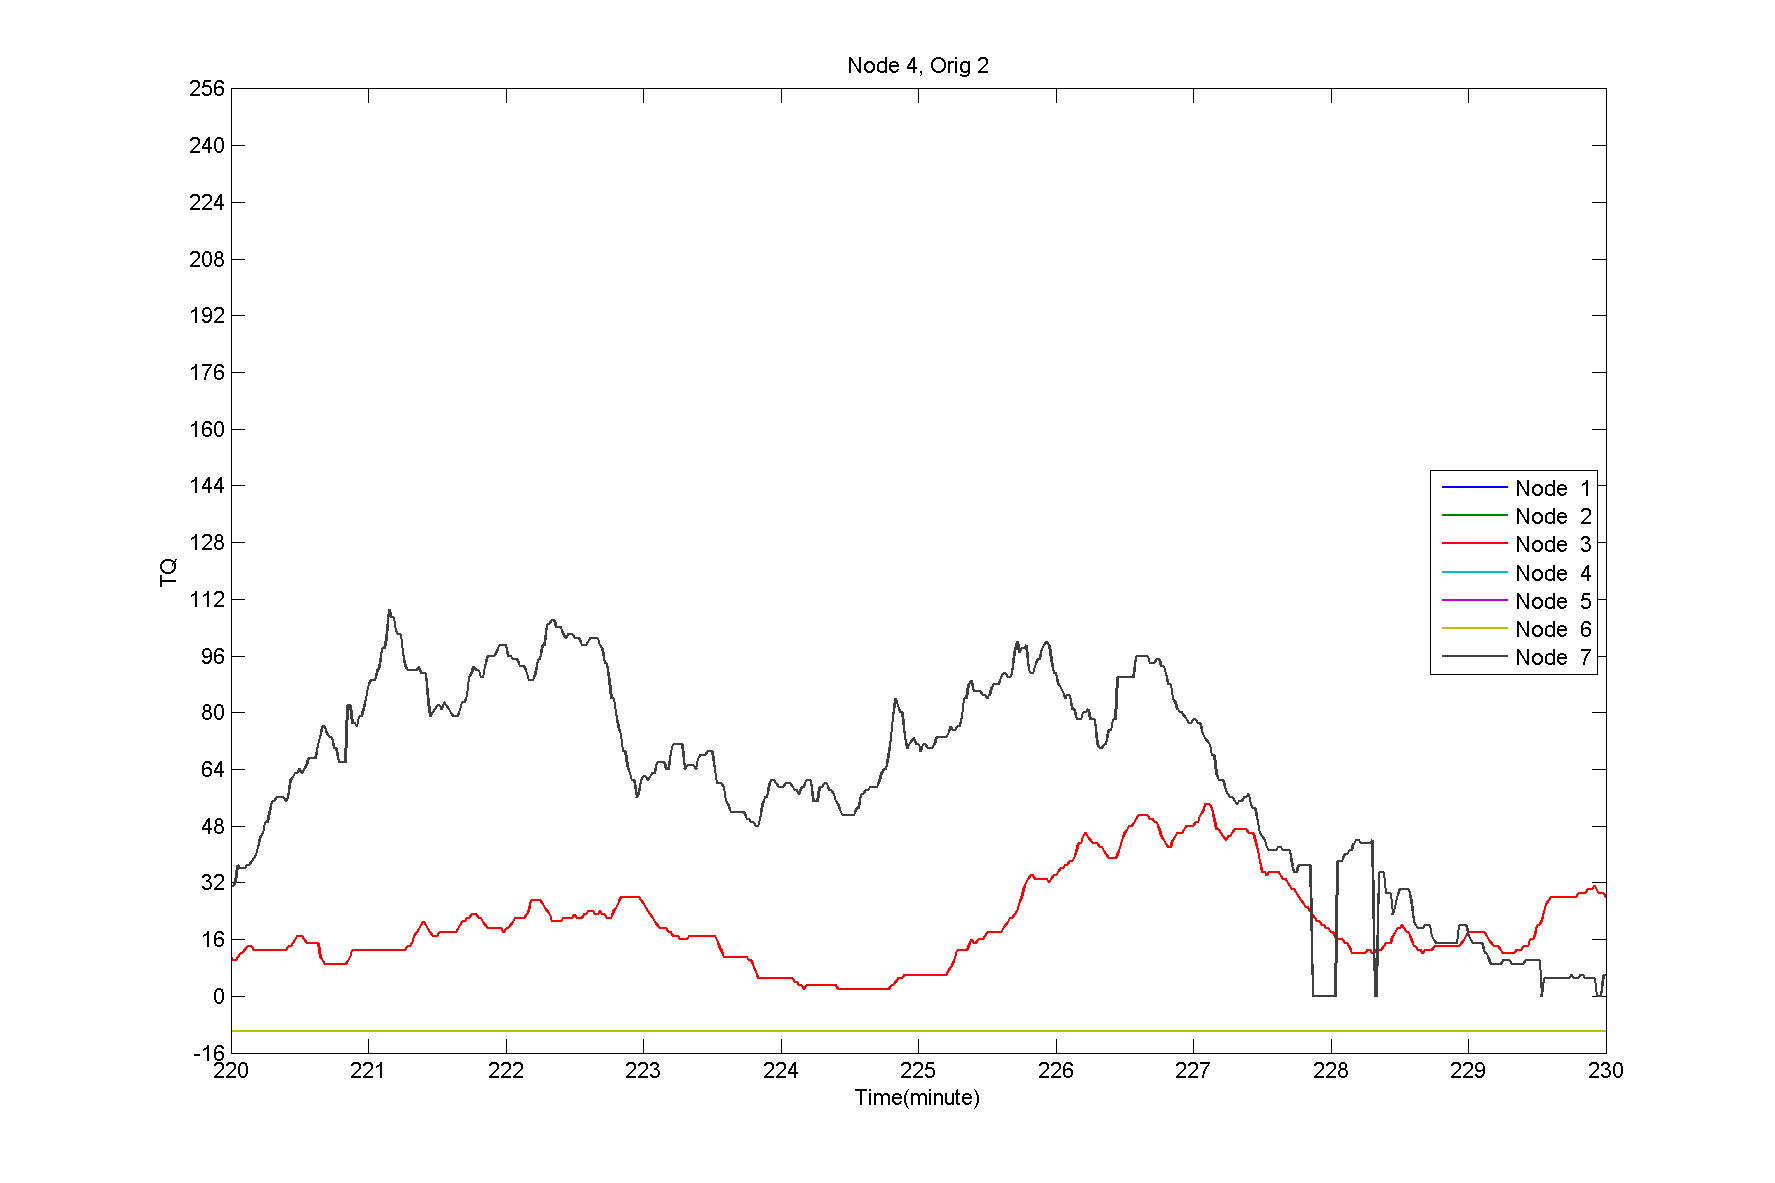 Node 4, Orig 2
256
240
224
208
192
176
160
144
128
112
96
80
64
48
32
16
0
-16
TQ
Node 1
Node 2
Node 3
Node 4
Node 5
Node 6
Node 7
220 221 222 223 224 225 226 227 228 229 230
Time(minute)